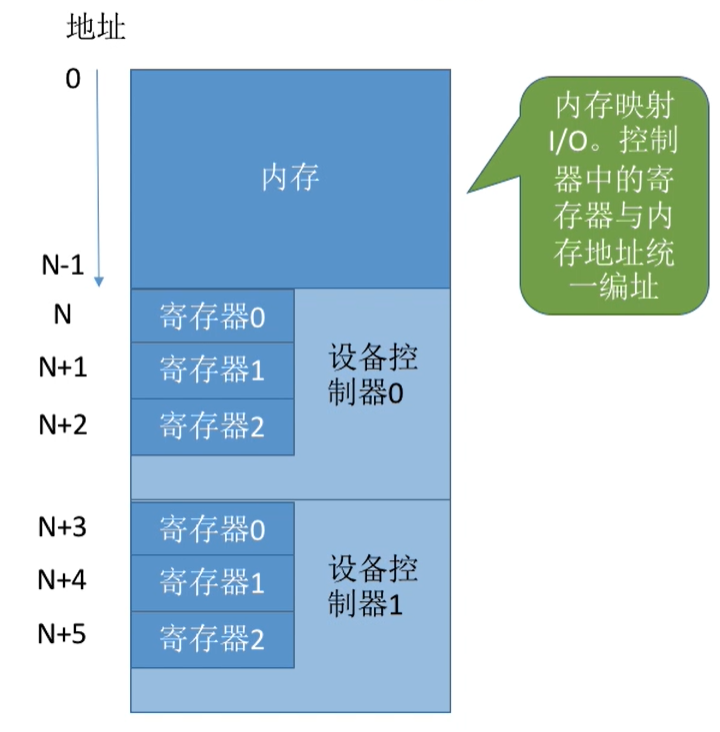 地址
0
内存
内存映射
I/O。控制
器中的寄
存器与内
存地址统
一编址
N-1
N
寄存器0
N+1
寄存器1
设备控
制器0
N+2
寄存器2
N+3
寄存器0
N+4
寄存器1
设备控
制器1
N+5
寄存器2